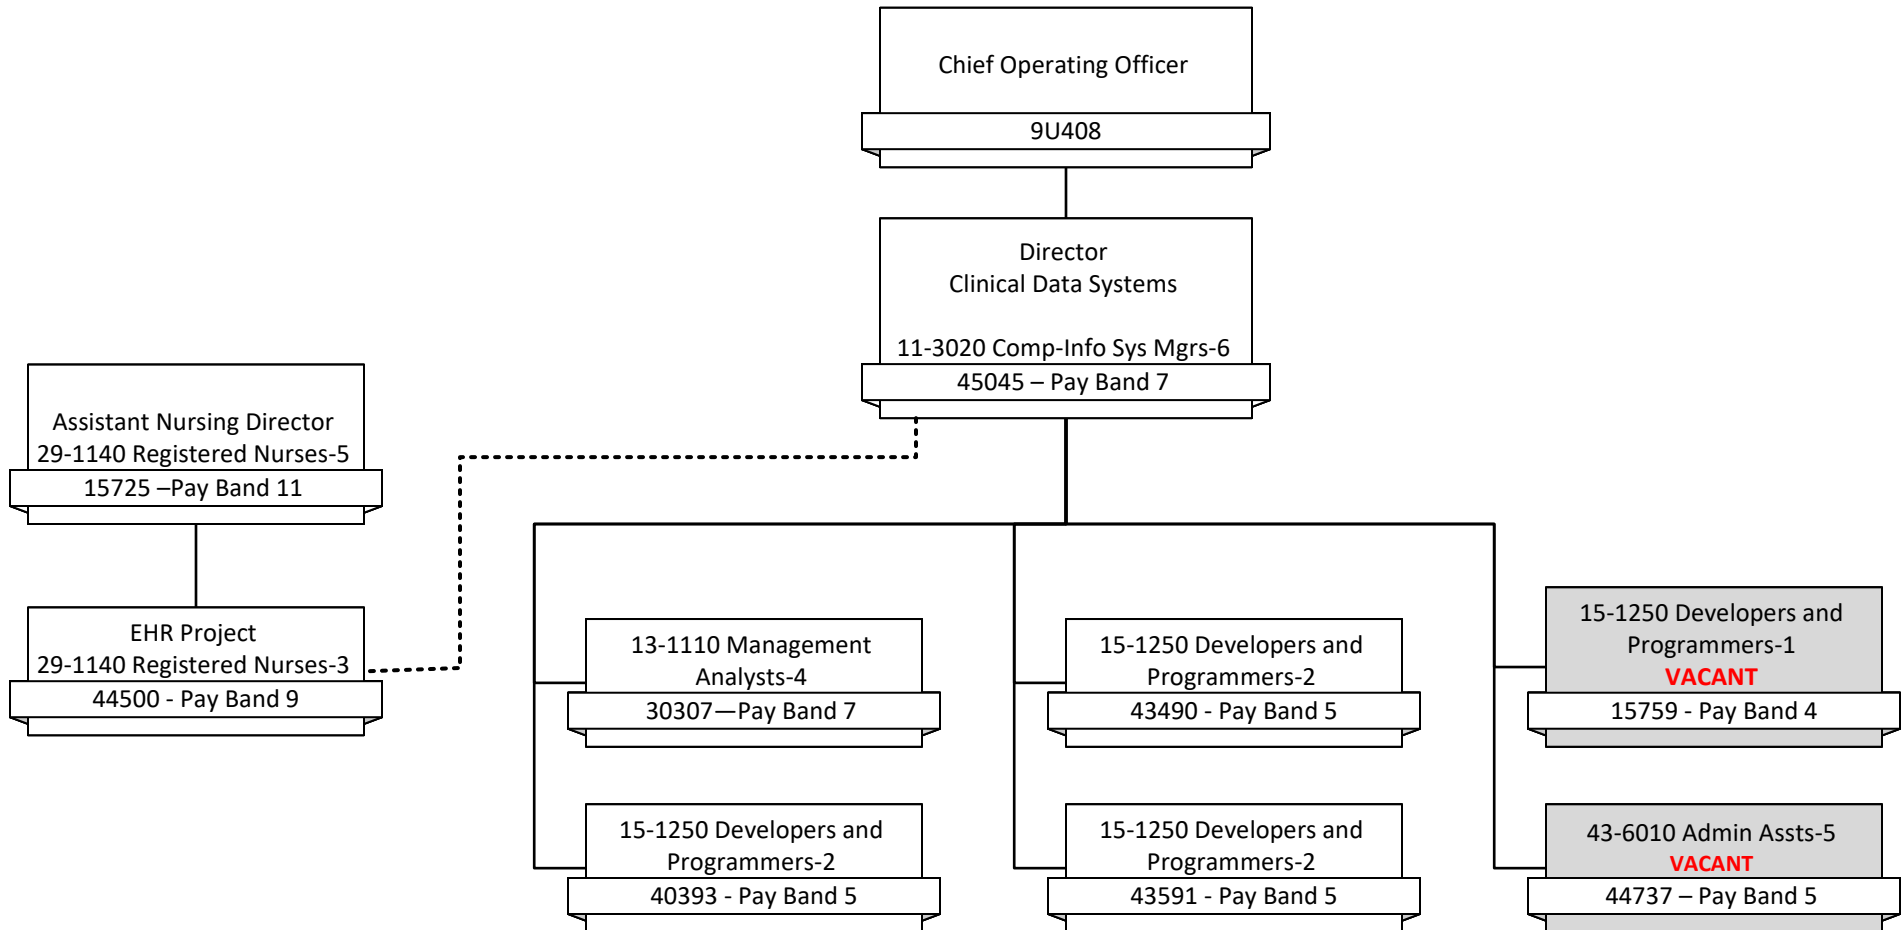 Chief Operating Officer
9U408
Director
Clinical Data Systems
11-3020 Comp-Info Sys Mgrs-6
45045 – Pay Band 7
Assistant Nursing Director
29-1140 Registered Nurses-5
15725 –Pay Band 11
EHR Project
29-1140 Registered Nurses-3
44500 - Pay Band 9
13-1110 Management
Analysts-4
30307—Pay Band 7
15-1250 Developers and
Programmers-2
43490 - Pay Band 5
15-1250 Developers and
Programmers-1
VACANT
15759 - Pay Band 4
15-1250 Developers and
Programmers-2
40393 - Pay Band 5
15-1250 Developers and
Programmers-2
43591 - Pay Band 5
43-6010 Admin Assts-5
VACANT
44737 – Pay Band 5